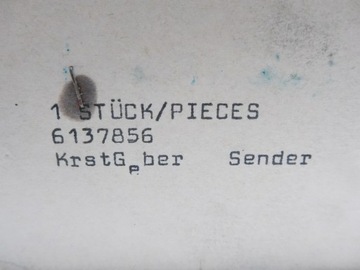 1 STÜCK/PIECES
6137856
KrstGeber Sender